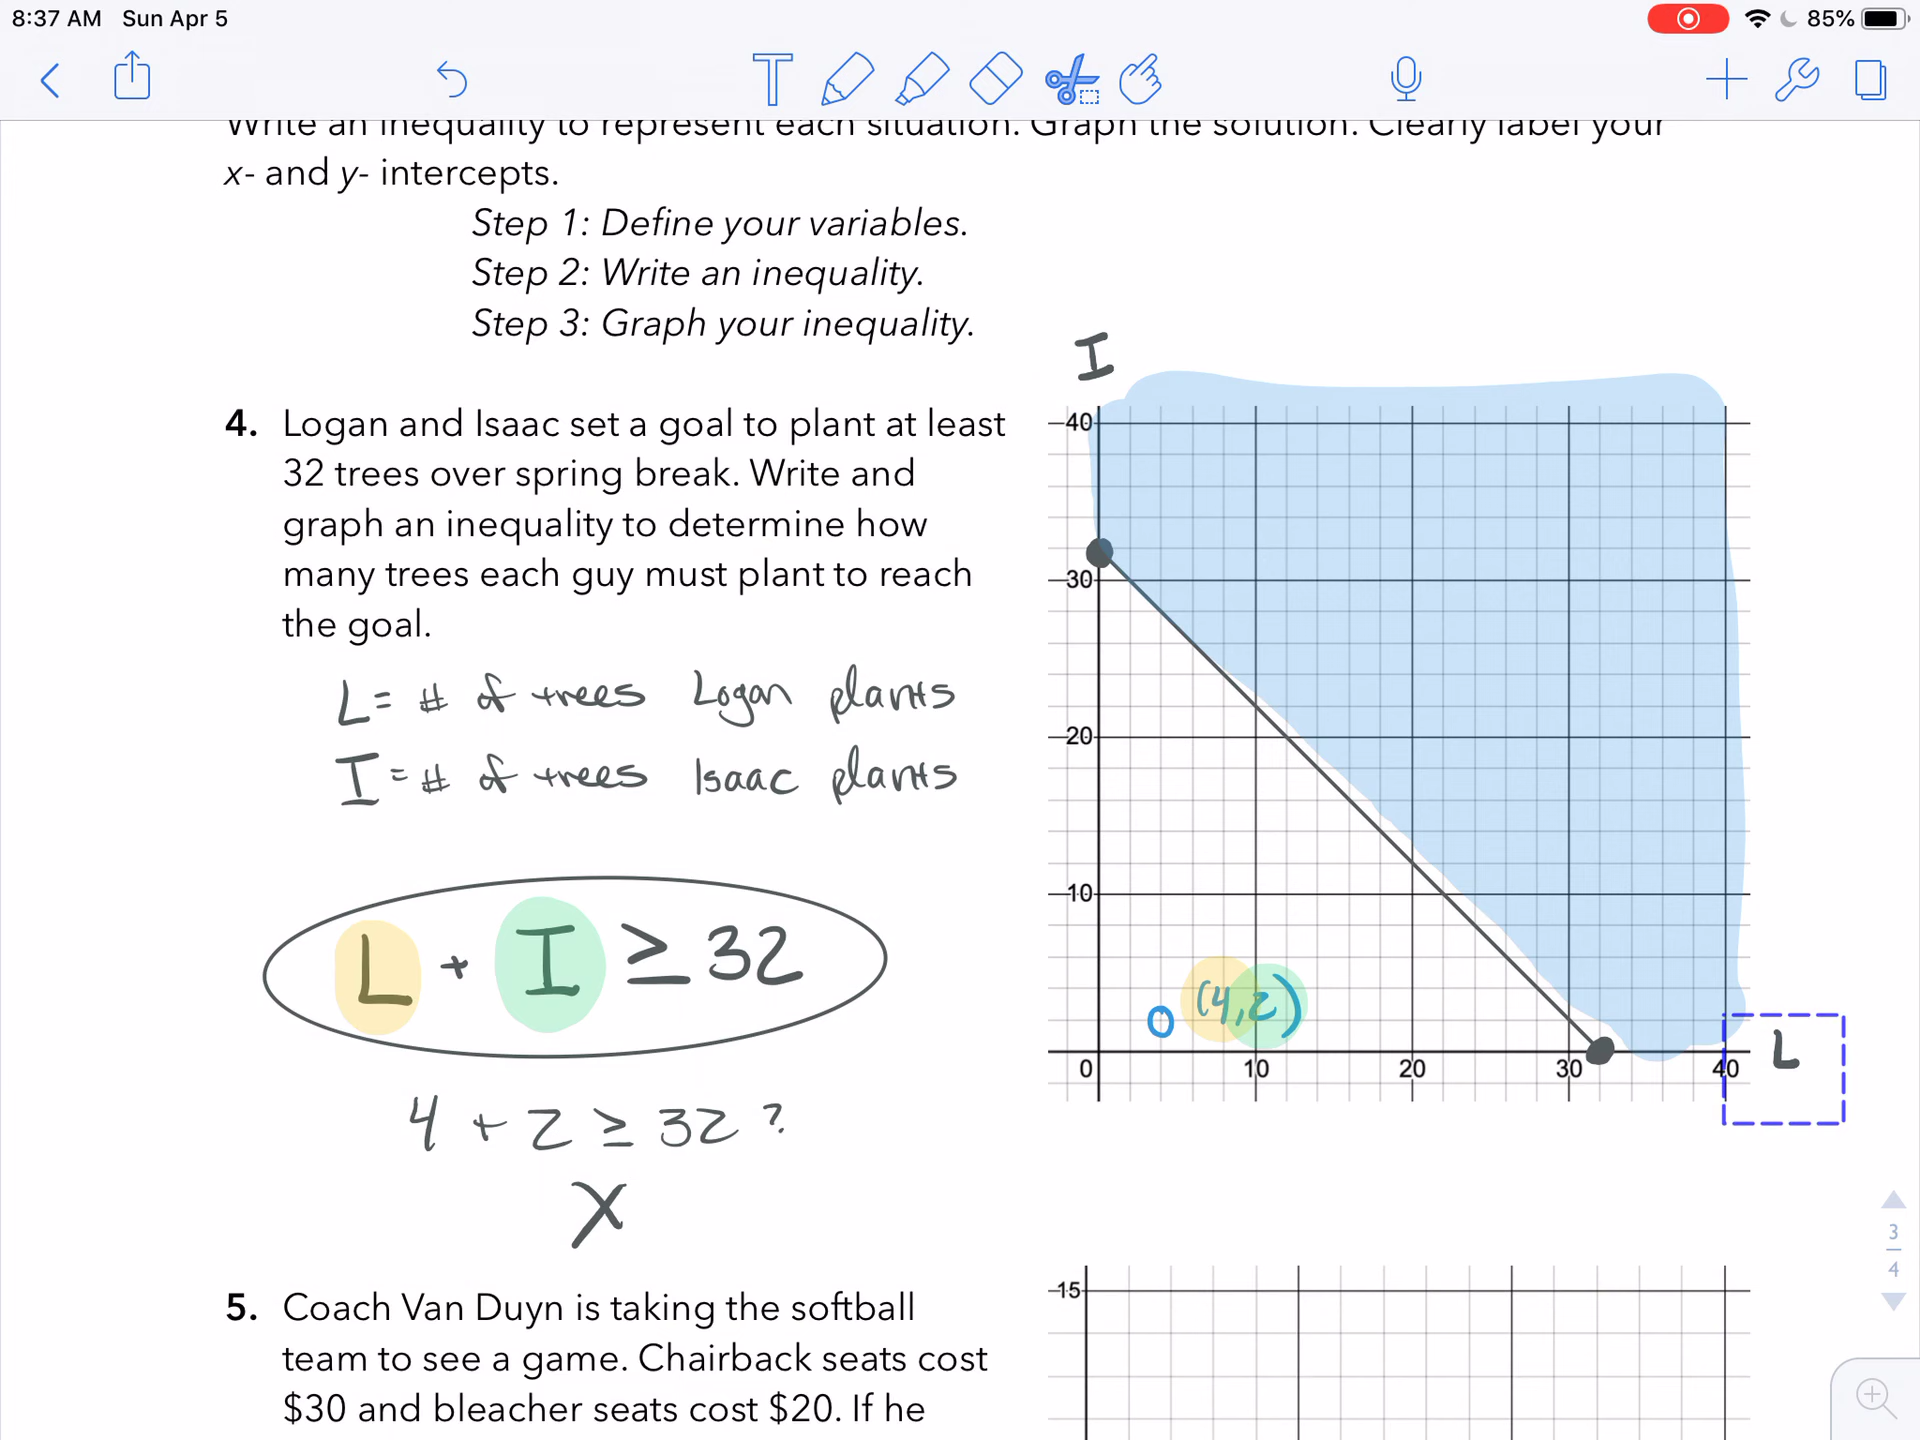 8:37 AM Sun Apr 5
85%
T
Write an inequality to represent each situation. Graph the solution. Clearly label your
x- and y- intercepts.
Step 1: Define your variables.
Step 2: Write an inequality.
Step 3: Graph your inequality.
4. Logan and Isaac set a goal to plant at least
32 trees over spring break. Write and
graph an inequality to determine how
many trees each guy must plant to reach
the goal.
L = # of trees Logan plants
I = # of trees Isaac plants
L + I ≥ 32
4 + 2 ≥ 32 ?
X
I
40
30
20
10
(4,2)
0 10 20 30 40
L
3
4
5. Coach Van Duyn is taking the softball
team to see a game. Chairback seats cost
$30 and bleacher seats cost $20. If he
15